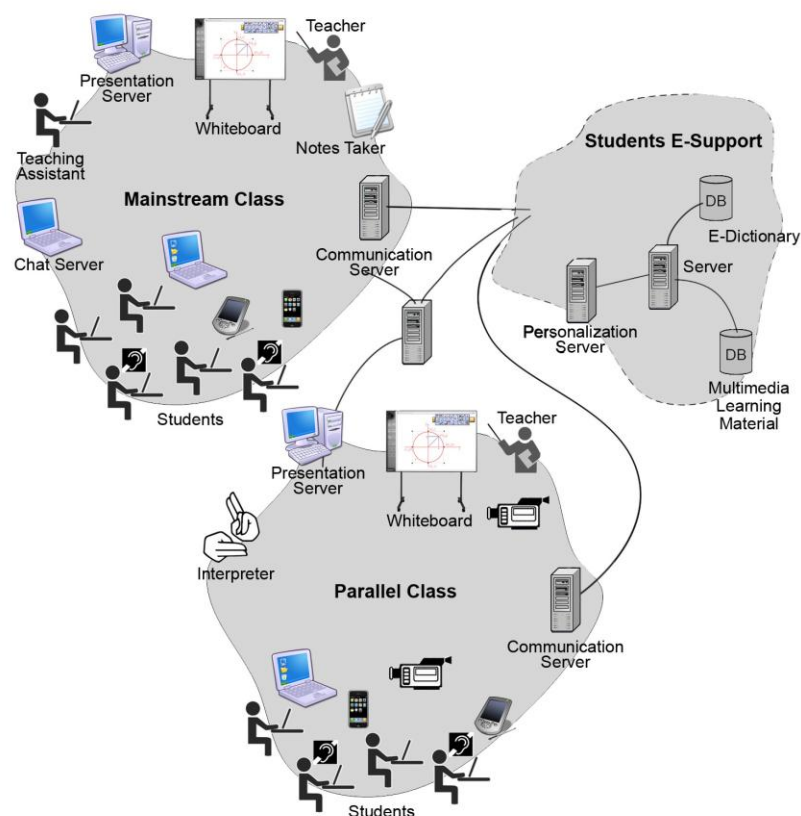 Teacher
Presentation
Server
Whiteboard
Notes Taker
Teaching
Assistant
Mainstream Class
Chat Server
Communication
Server
Students
Students E-Support
DB
E-Dictionary
Server
Personalization
Server
DB
Multimedia
Learning
Material
Teacher
Presentation
Server
Whiteboard
Interpreter
Parallel Class
Communication
Server
Students